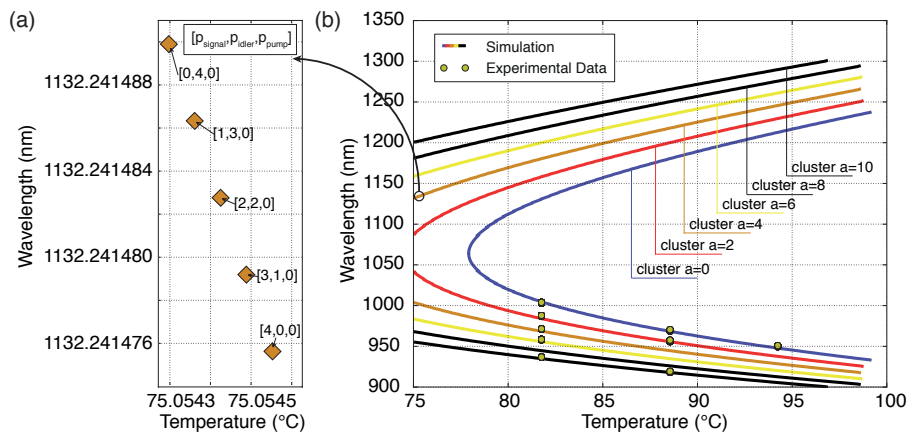 (a)
[p_signal,p_idler,p_pump]
1132.241488
[0,4,0]
[1,3,0]
1132.241484
[2,2,0]
1132.241480
[3,1,0]
1132.241476
[4,0,0]
Wavelength (nm)
75.0543 75.0545
Temperature (°C)
(b)
1350
1300
1250
1200
1150
1100
1050
1000
950
900
Wavelength (nm)
Simulation
Experimental Data
cluster a=10
cluster a=8
cluster a=6
cluster a=4
cluster a=2
cluster a=0
75 80 85 90 95 100
Temperature (°C)